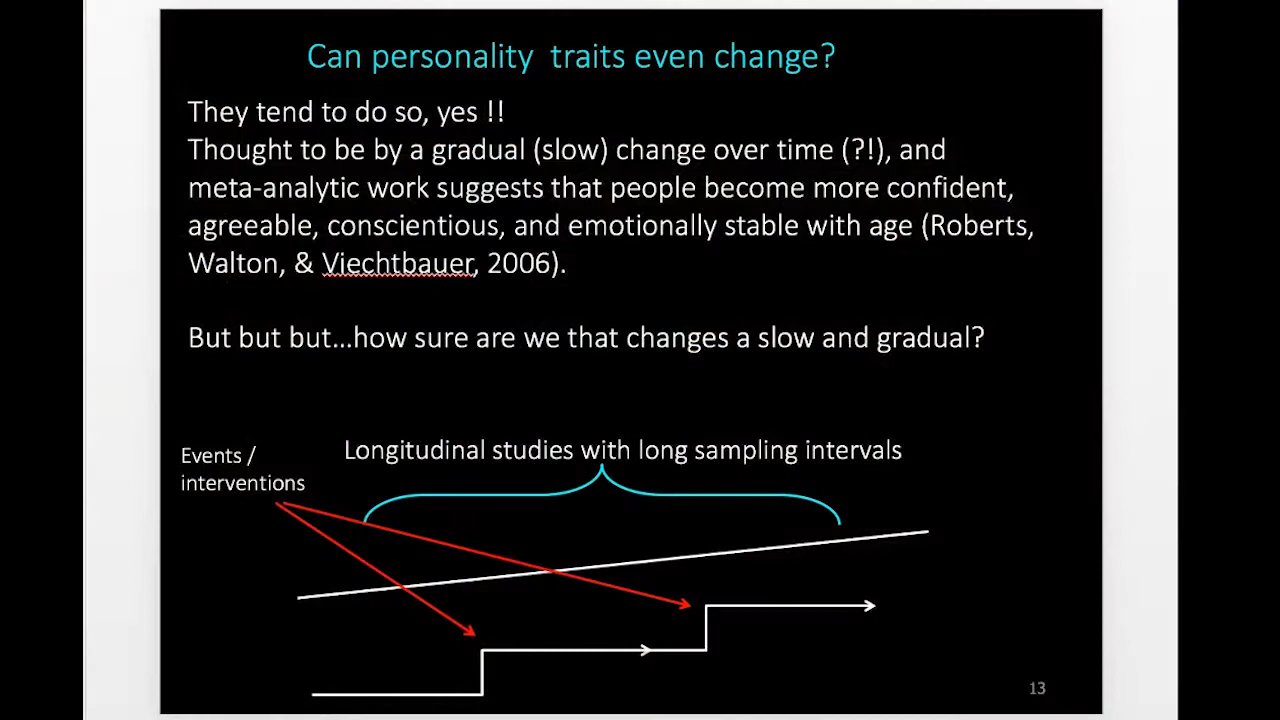 Can personality traits even change?
They tend to do so, yes !!
Thought to be by a gradual (slow) change over time (?!), and
meta-analytic work suggests that people become more confident,
agreeable, conscientious, and emotionally stable with age (Roberts,
Walton, & Viechtbauer, 2006).
But but but...how sure are we that changes a slow and gradual?
Events /
interventions
Longitudinal studies with long sampling intervals
13